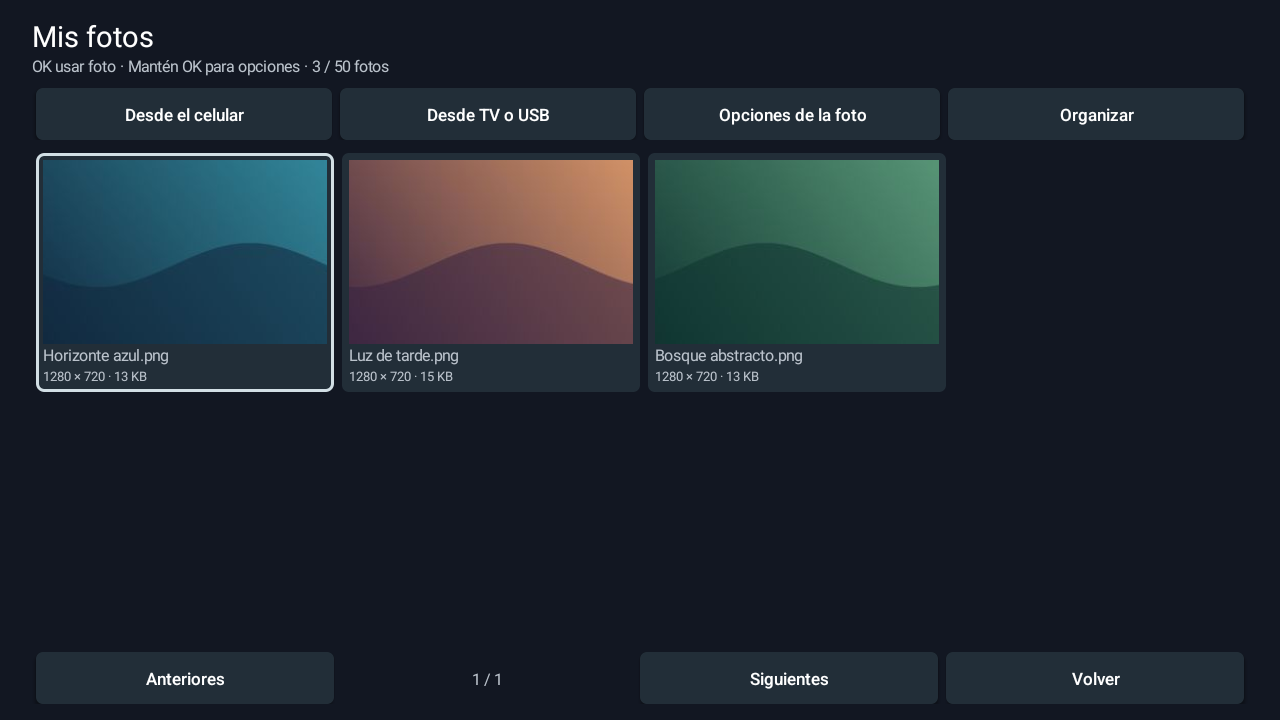 Mis fotos
OK usar foto · Mantén OK para opciones · 3 / 50 fotos
Desde el celular
Desde TV o USB
Opciones de la foto
Organizar
Horizonte azul.png
1280 × 720 · 13 KB
Luz de tarde.png
1280 × 720 · 15 KB
Bosque abstracto.png
1280 × 720 · 13 KB
Anteriores
1 / 1
Siguientes
Volver